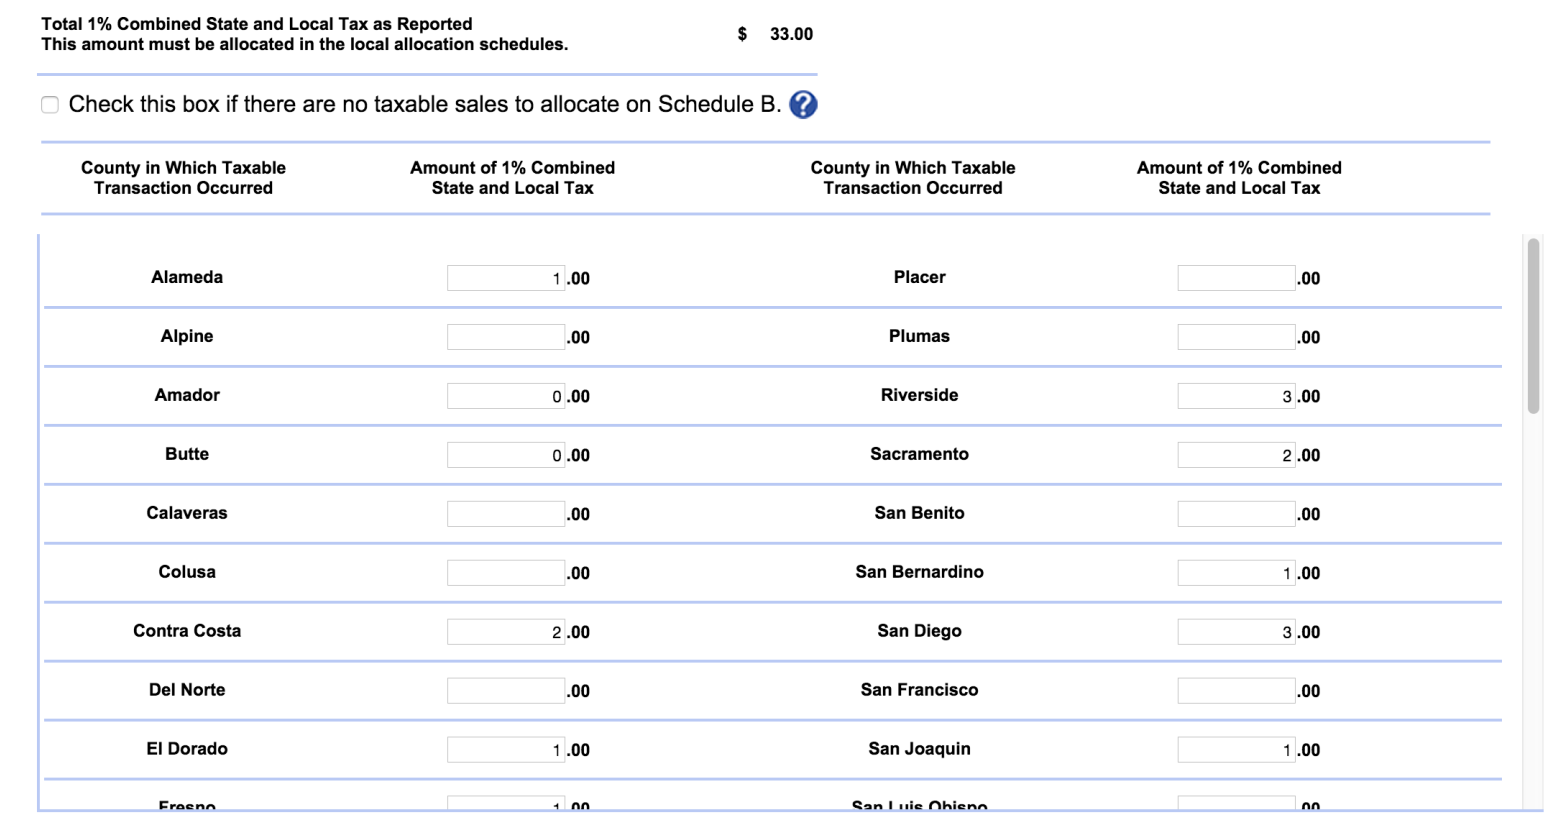 Total 1% Combined State and Local Tax as Reported
This amount must be allocated in the local allocation schedules.
$ 33.00
Check this box if there are no taxable sales to allocate on Schedule B. ?
County in Which Taxable Transaction Occurred
Amount of 1% Combined State and Local Tax
County in Which Taxable Transaction Occurred
Amount of 1% Combined State and Local Tax
Alameda 1 .00 Placer .00
Alpine .00 Plumas .00
Amador 0 .00 Riverside 3 .00
Butte 0 .00 Sacramento 2 .00
Calaveras .00 San Benito .00
Colusa .00 San Bernardino 1 .00
Contra Costa 2 .00 San Diego 3 .00
Del Norte .00 San Francisco .00
El Dorado 1 .00 San Joaquin 1 .00
Fresno 1 .00 San Luis Obispo .00